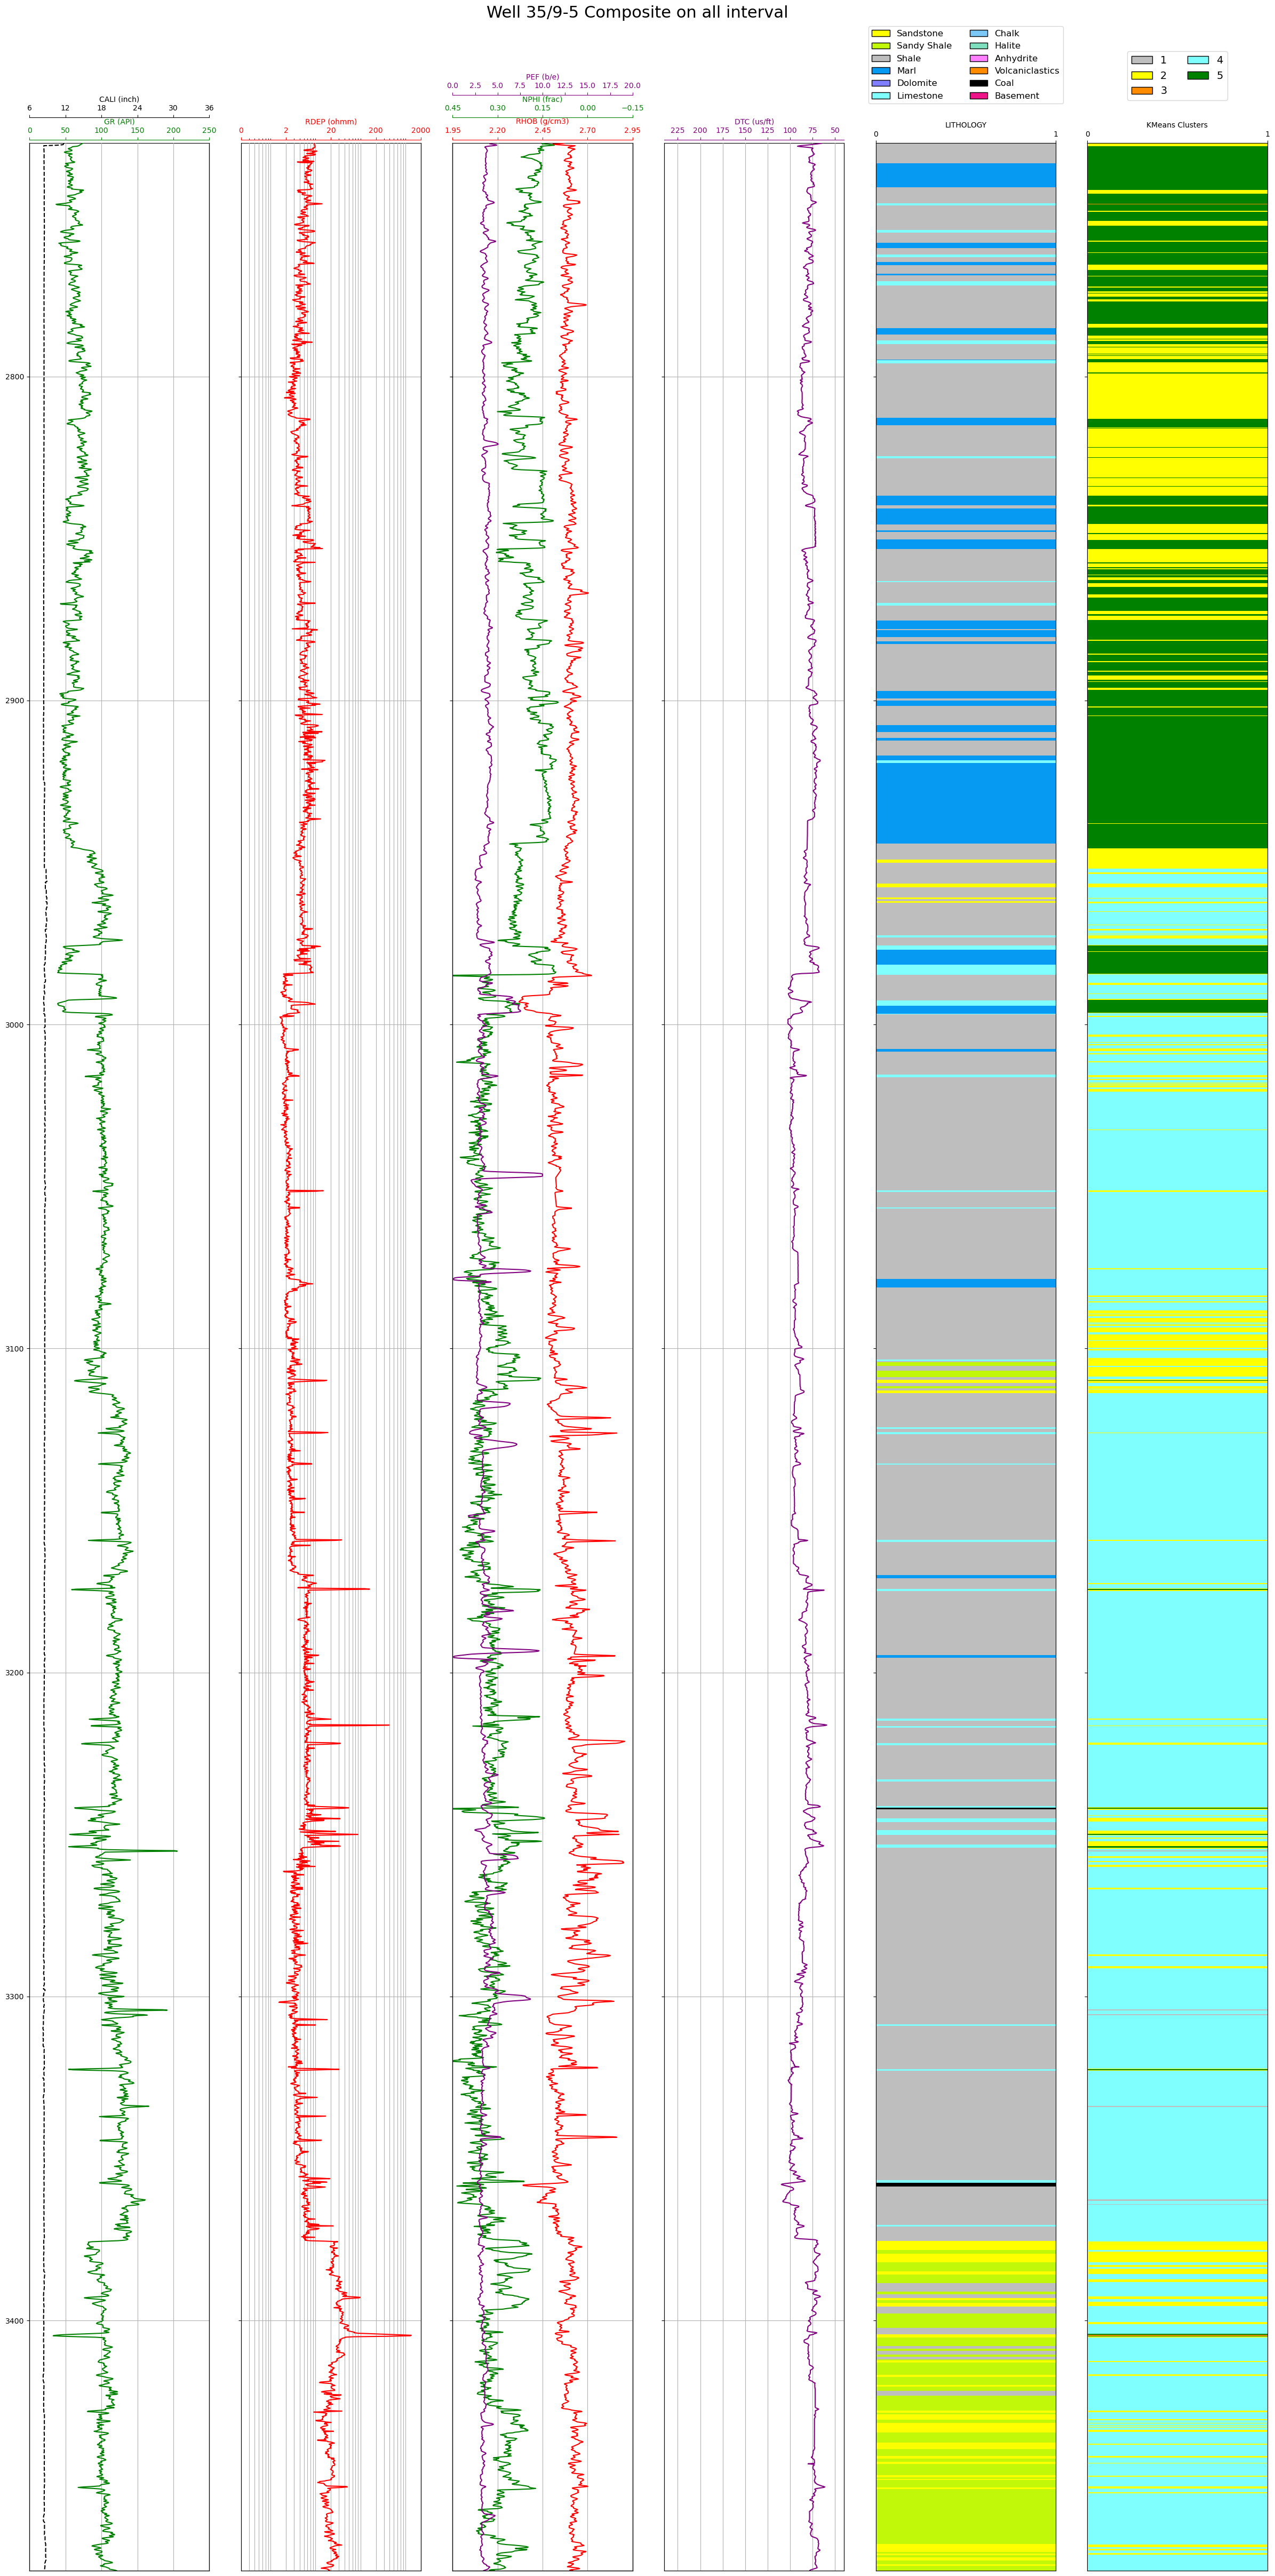 Well 35/9-5 Composite on all interval
Sandstone Chalk
Sandy Shale Halite
Shale Anhydrite
Marl Volcaniclastics
Dolomite Coal
Limestone Basement
1 4
2 5
3
PEF (b/e)
0.0 2.5 5.0 7.5 10.0 12.5 15.0 17.5 20.0
CALI (inch)
NPHI (frac)
6 12 18 24 30 36
0.45 0.30 0.15 0.00 −0.15
GR (API)
RDEP (ohmm)
RHOB (g/cm3)
DTC (us/ft)
LITHOLOGY
KMeans Clusters
0 50 100 150 200 250
0 2 20 200 2000
1.95 2.20 2.45 2.70 2.95
225 200 175 150 125 100 75 50
0 1
0 1
2800
2900
3000
3100
3200
3300
3400